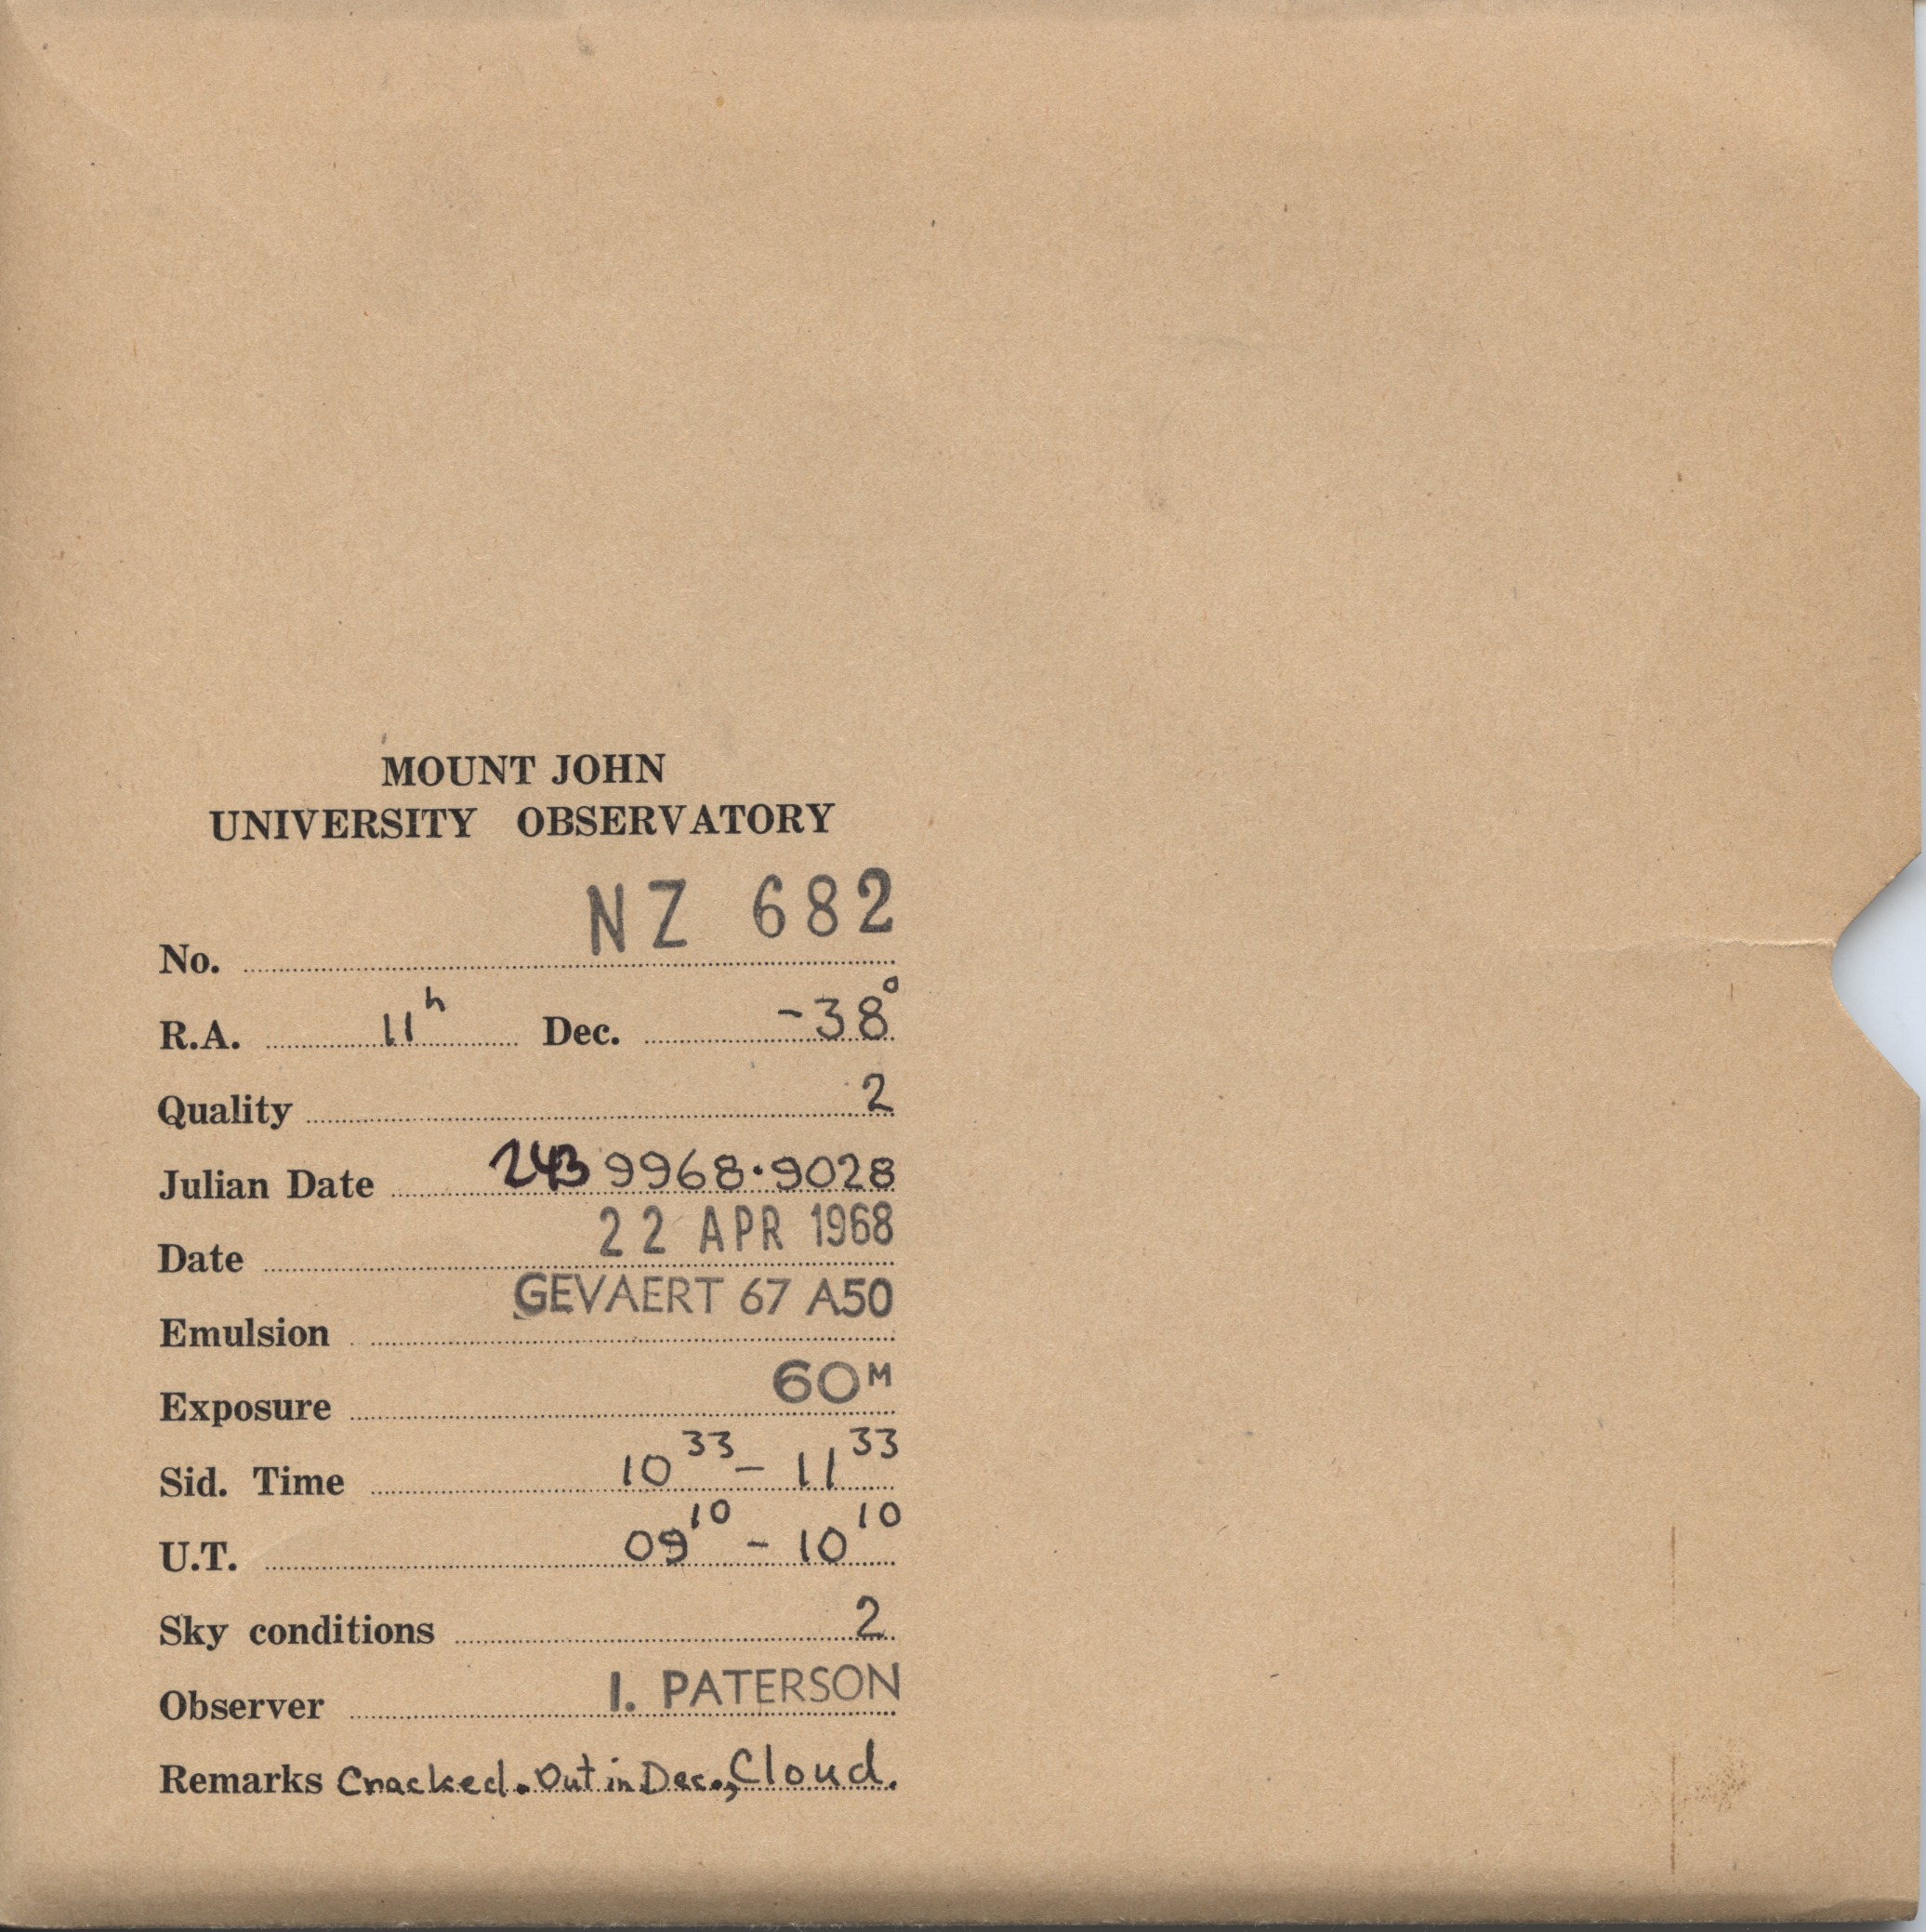 MOUNT JOHN
UNIVERSITY OBSERVATORY
No. NZ 682
R.A. 11h Dec. -38°
Quality 2
Julian Date 243 9968.9028
Date 22 APR 1968
Emulsion GEVAERT 67 A50
Exposure 60M
Sid. Time 10 33 - 11 33
U.T. 09 10 - 10 10
Sky conditions 2
Observer I. PATERSON
Remarks Cracked. Out in Dec., Cloud.